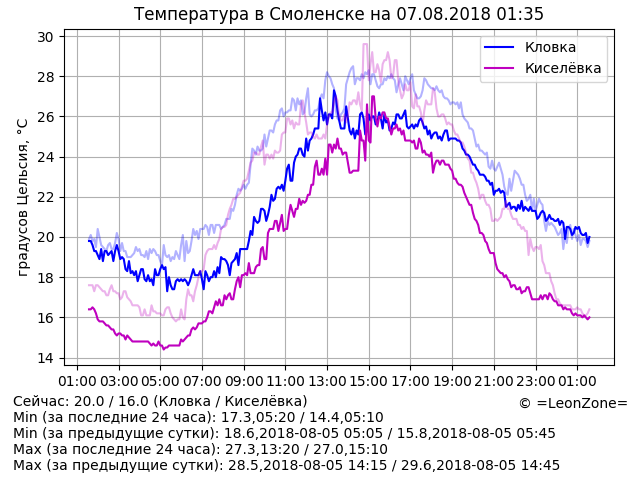 Температура в Смоленске на 07.08.2018 01:35
Кловка
Киселёвка
градусов Цельсия, °C
30
28
26
24
22
20
18
16
14
01:00 03:00 05:00 07:00 09:00 11:00 13:00 15:00 17:00 19:00 21:00 23:00 01:00
Сейчас: 20.0 / 16.0 (Кловка / Киселёвка)
© =LeonZone=
Min (за последние 24 часа): 17.3,05:20 / 14.4,05:10
Min (за предыдущие сутки): 18.6,2018-08-05 05:05 / 15.8,2018-08-05 05:45
Max (за последние 24 часа): 27.3,13:20 / 27.0,15:10
Max (за предыдущие сутки): 28.5,2018-08-05 14:15 / 29.6,2018-08-05 14:45